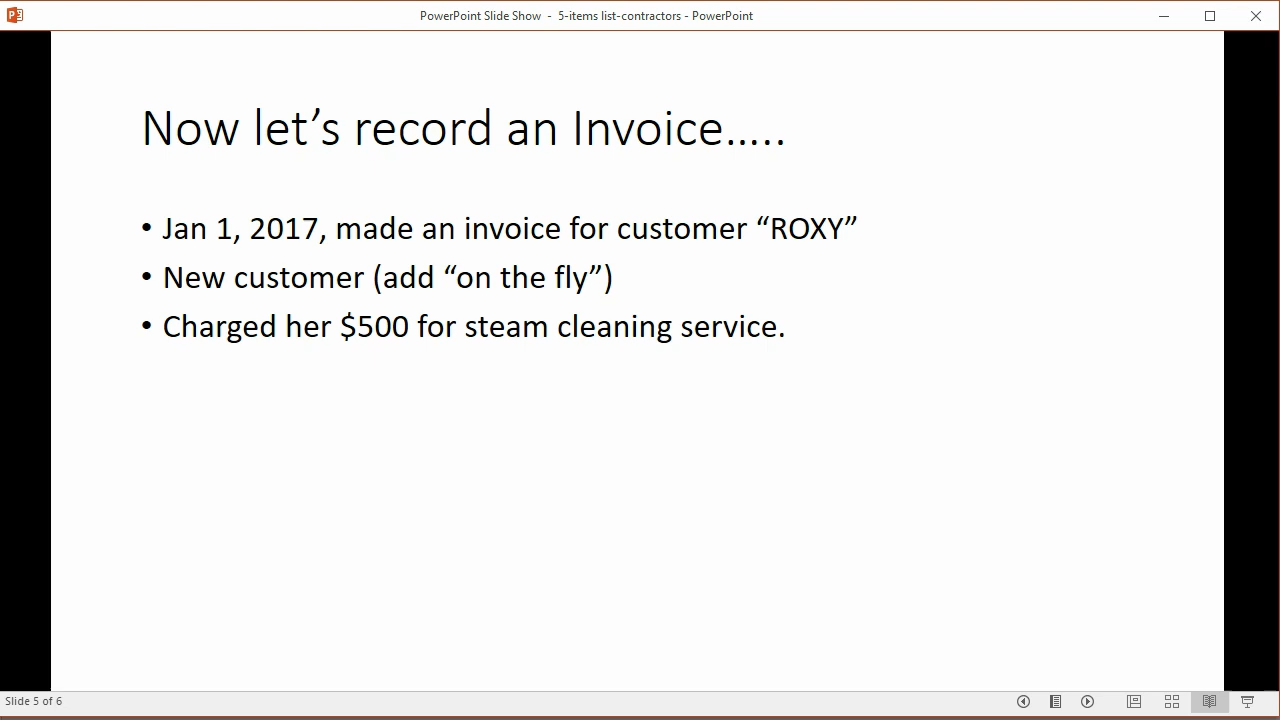 PowerPoint Slide Show - 5-items list-contractors - PowerPoint
Now let’s record an Invoice.....
• Jan 1, 2017, made an invoice for customer “ROXY”
• New customer (add “on the fly”)
• Charged her $500 for steam cleaning service.
Slide 5 of 6